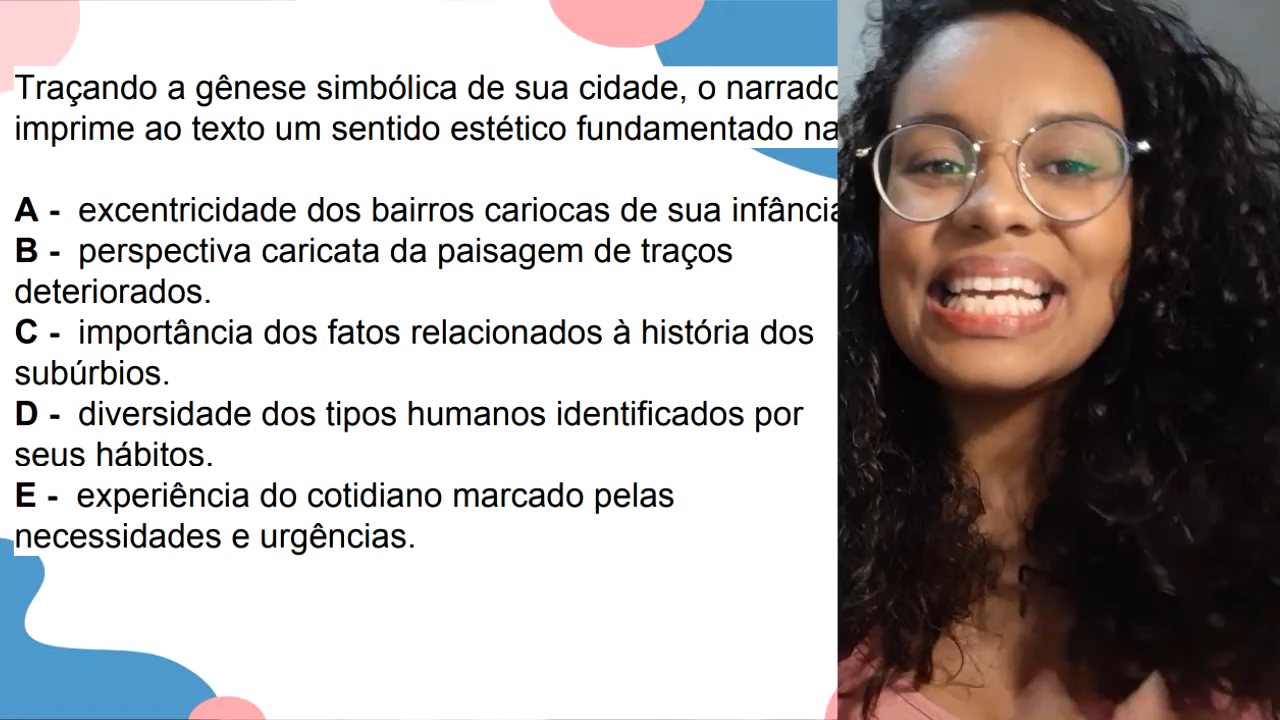 Traçando a gênese simbólica de sua cidade, o narrado
imprime ao texto um sentido estético fundamentado na
A - excentricidade dos bairros cariocas de sua infância
B - perspectiva caricata da paisagem de traços
deteriorados.
C - importância dos fatos relacionados à história dos
subúrbios.
D - diversidade dos tipos humanos identificados por
seus hábitos.
E - experiência do cotidiano marcado pelas
necessidades e urgências.